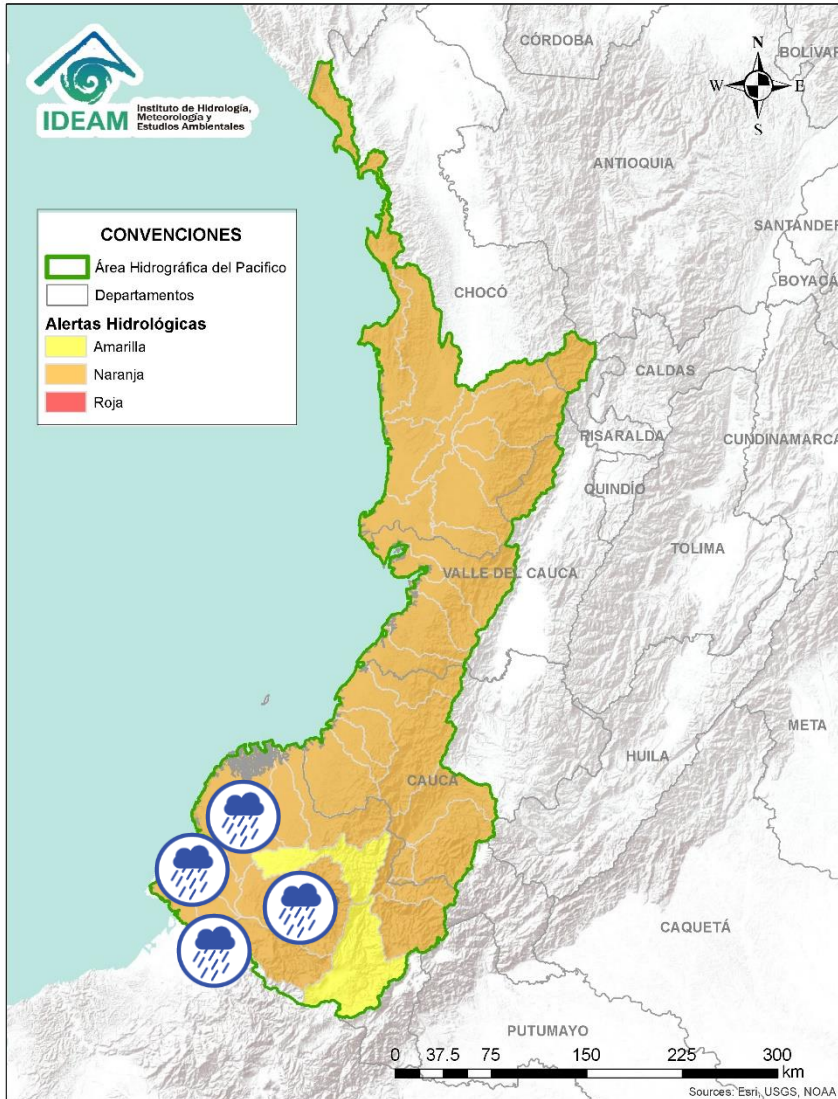 IDEAM
Instituto de Hidrología,
Meteorología y
Estudios Ambientales
N
W
E
S
CÓRDOBA
BOLÍVAR
ANTIOQUIA
SANTANDER
BOYACÁ
CONVENCIONES
Área Hidrográfica del Pacifico
Departamentos
Alertas Hidrológicas
Amarilla
Naranja
Roja
CHOCÓ
CALDAS
RISARALDA
CUNDINAMARCA
QUINDÍO
TOLIMA
VALLE DEL CAUCA
META
HUILA
CAUCA
CAQUETÁ
PUTUMAYO
0 37.5 75 150 225 300
km
Sources: Esri, USGS, NOAA